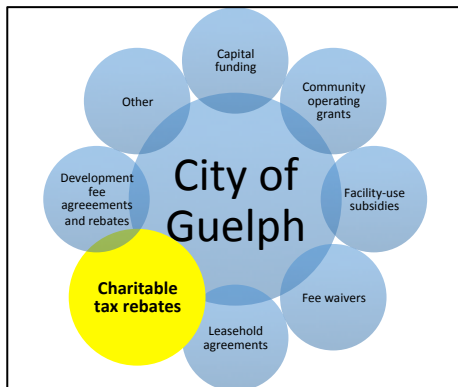 Capital
funding
Community
operating
grants
Facility-use
subsidies
Fee waivers
Leasehold
agreements
Charitable
tax rebates
Development
fee
agreeements
and rebates
Other
City of
Guelph